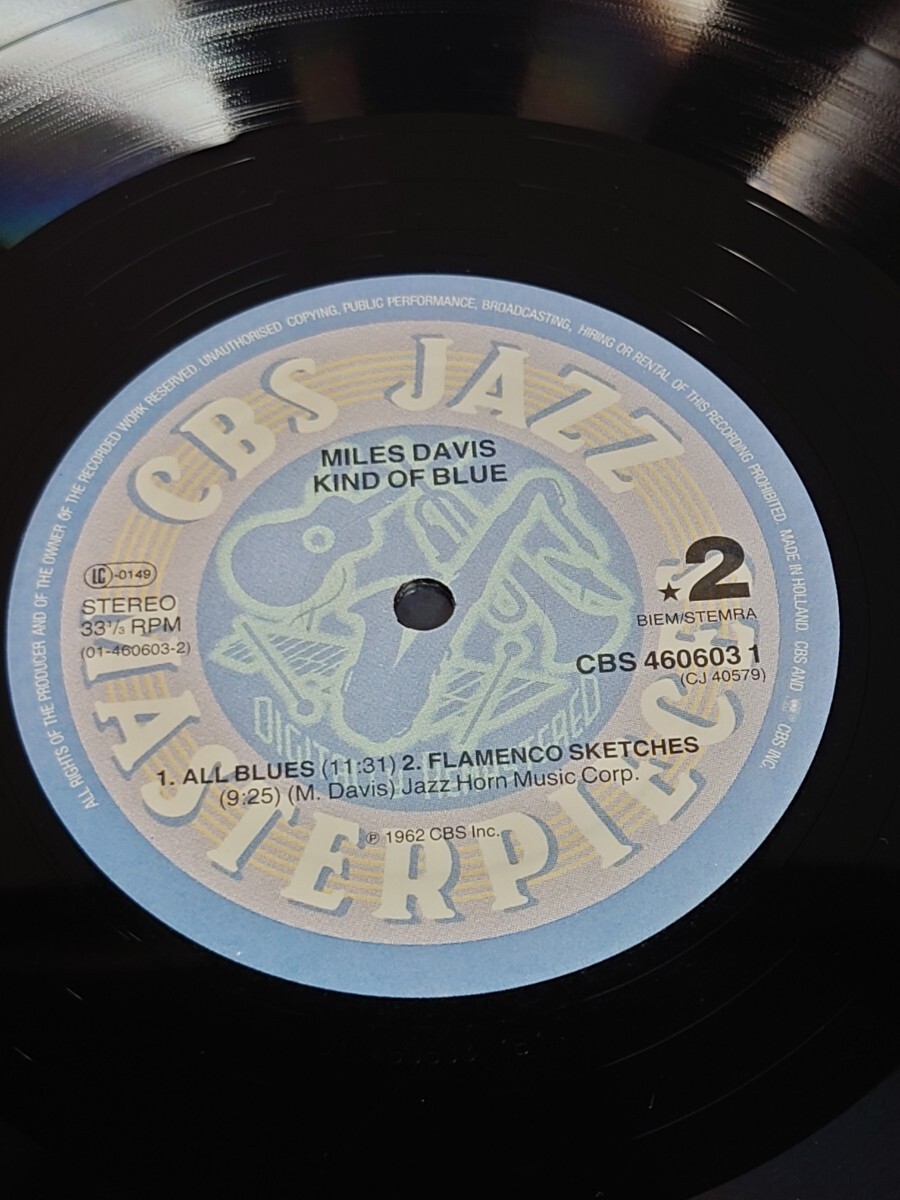 ALL RIGHTS OF THE PRODUCER AND OF THE OWNER OF THE RECORDED WORK RESERVED. UNAUTHORISED COPYING, PUBLIC PERFORMANCE, BROADCASTING, HIRING OR RENTAL OF THIS RECORDING PROHIBITED. MADE IN HOLLAND. CBS AND CBS INC
CBS JAZZ
MASTERPIECES
MILES DAVIS
KIND OF BLUE
LC-0149
STEREO
33⅓ RPM
(01-460603-2)
★2
BIEM/STEMRA
CBS 460603 1
(CJ 40579)
1. ALL BLUES (11:31) 2. FLAMENCO SKETCHES
(9:25) (M. Davis) Jazz Horn Music Corp.
℗ 1962 CBS Inc.